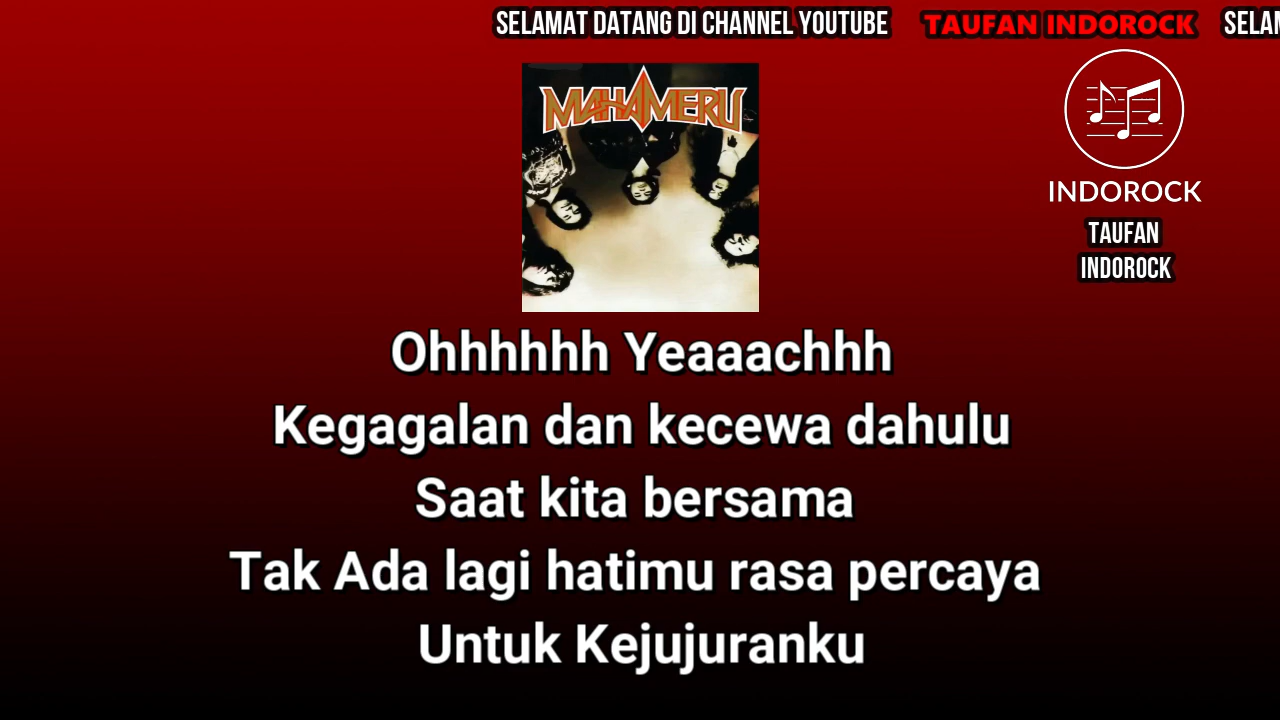 SELAMAT DATANG DI CHANNEL YOUTUBE TAUFAN INDOROCK
MAHAMERU
INDOROCK
TAUFAN
INDOROCK
Ohhhhhh Yeaaachhh
Kegagalan dan kecewa dahulu
Saat kita bersama
Tak Ada lagi hatimu rasa percaya
Untuk Kejujuranku